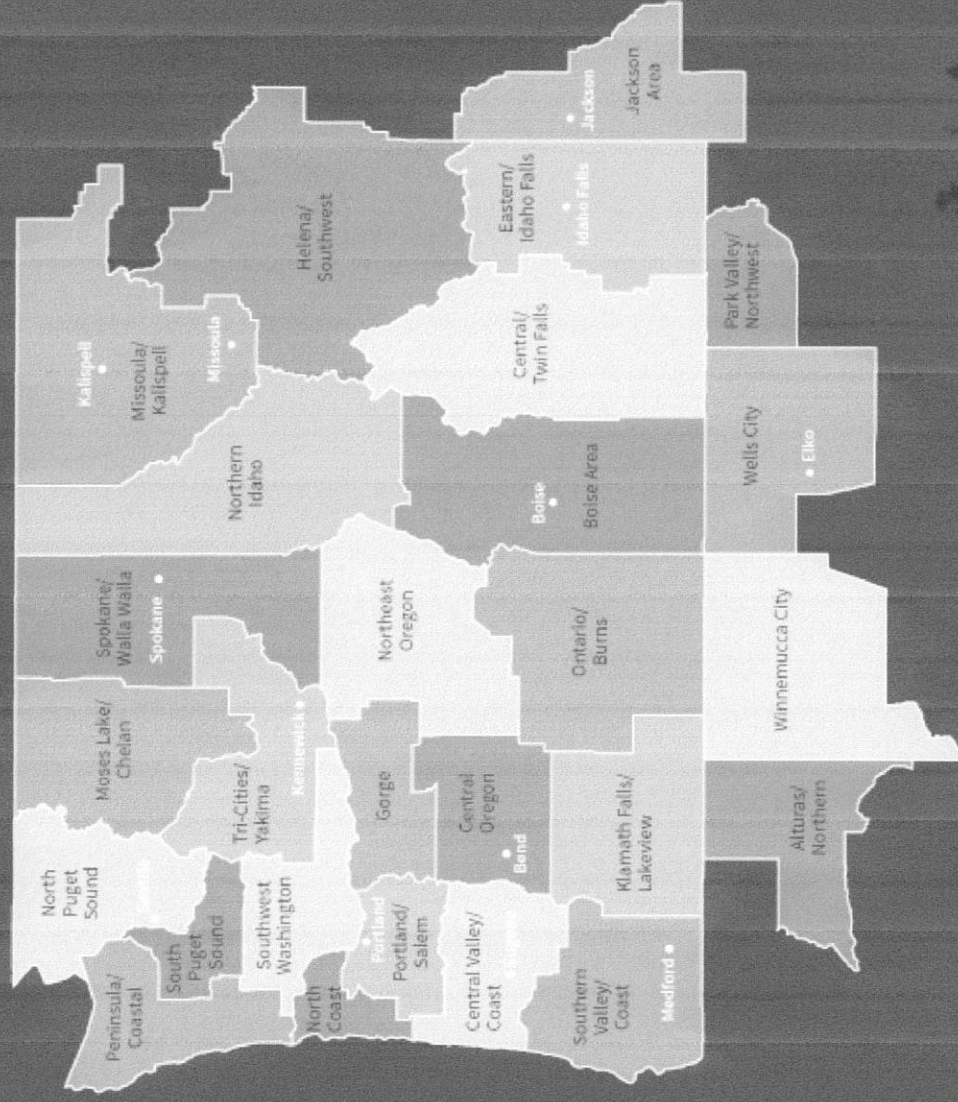 Peninsula/
Coastal
North
Puget
Sound
South
Puget
Sound
Moses Lake/
Chelan
Spokane/
Walla Walla
Spokane
Tri-Cities/
Yakima
Kennewick
Southwest
Washington
North
Coast
Portland
Portland/
Salem
Gorge
Northeast
Oregon
Central Valley/
Coast
Central
Oregon
Bend
Southern
Valley/
Coast
Medford
Klamath Falls/
Lakeview
Ontario/
Burns
Northern
Idaho
Kalispell
Missoula/
Kalispell
Missoula
Helena/
Southwest
Boise
Boise Area
Central/
Twin Falls
Eastern/
Idaho Falls
Idaho Falls
Jackson
Jackson
Area
Alturas/
Northern
Winnemucca City
Wells City
Elko
Park Valley/
Northwest